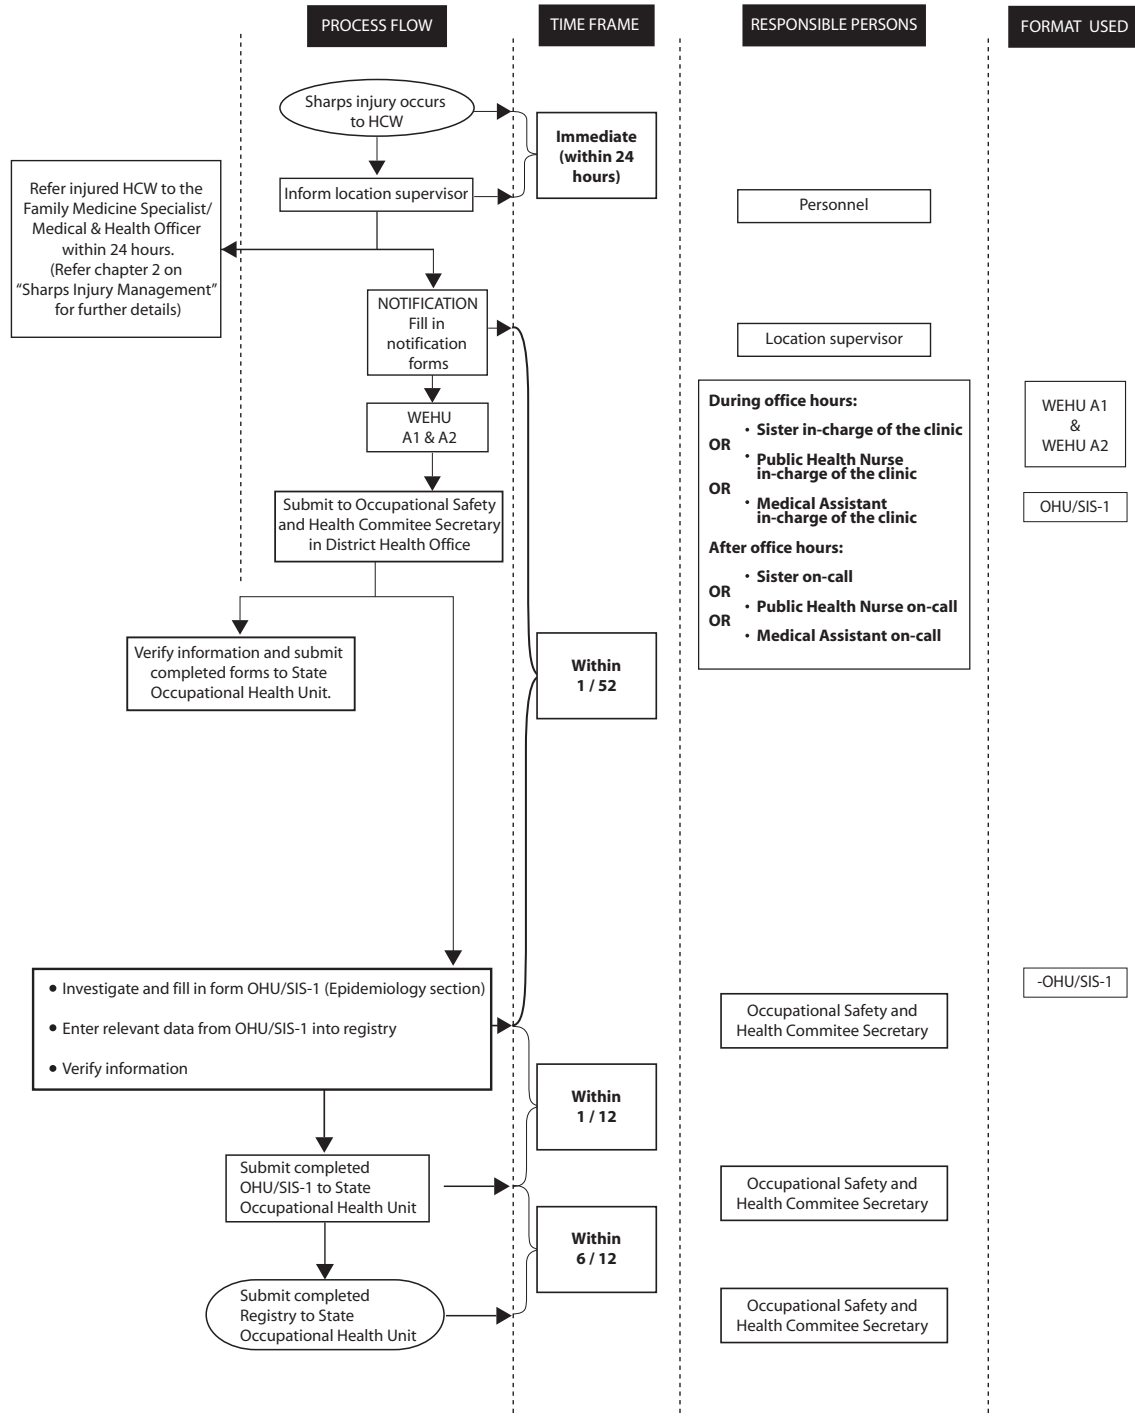 PROCESS FLOW
TIME FRAME
RESPONSIBLE PERSONS
FORMAT USED
Sharps injury occurs
to HCW
Immediate
(within 24
hours)
Inform location supervisor
Personnel
Refer injured HCW to the
Family Medicine Specialist/
Medical & Health Officer
within 24 hours.
(Refer chapter 2 on
“Sharps Injury Management”
for further details)
NOTIFICATION
Fill in
notification
forms
Location supervisor
WEHU
A1 & A2
During office hours:
• Sister in-charge of the clinic
OR
• Public Health Nurse
in-charge of the clinic
OR
• Medical Assistant
in-charge of the clinic
After office hours:
• Sister on-call
OR
• Public Health Nurse on-call
OR
• Medical Assistant on-call
WEHU A1
&
WEHU A2
OHU/SIS-1
Submit to Occupational Safety
and Health Commitee Secretary
in District Health Office
Verify information and submit
completed forms to State
Occupational Health Unit.
Within
1 / 52
• Investigate and fill in form OHU/SIS-1 (Epidemiology section)
• Enter relevant data from OHU/SIS-1 into registry
• Verify information
Occupational Safety and
Health Commitee Secretary
-OHU/SIS-1
Within
1 / 12
Submit completed
OHU/SIS-1 to State
Occupational Health Unit
Occupational Safety and
Health Commitee Secretary
Within
6 / 12
Submit completed
Registry to State
Occupational Health Unit
Occupational Safety and
Health Commitee Secretary